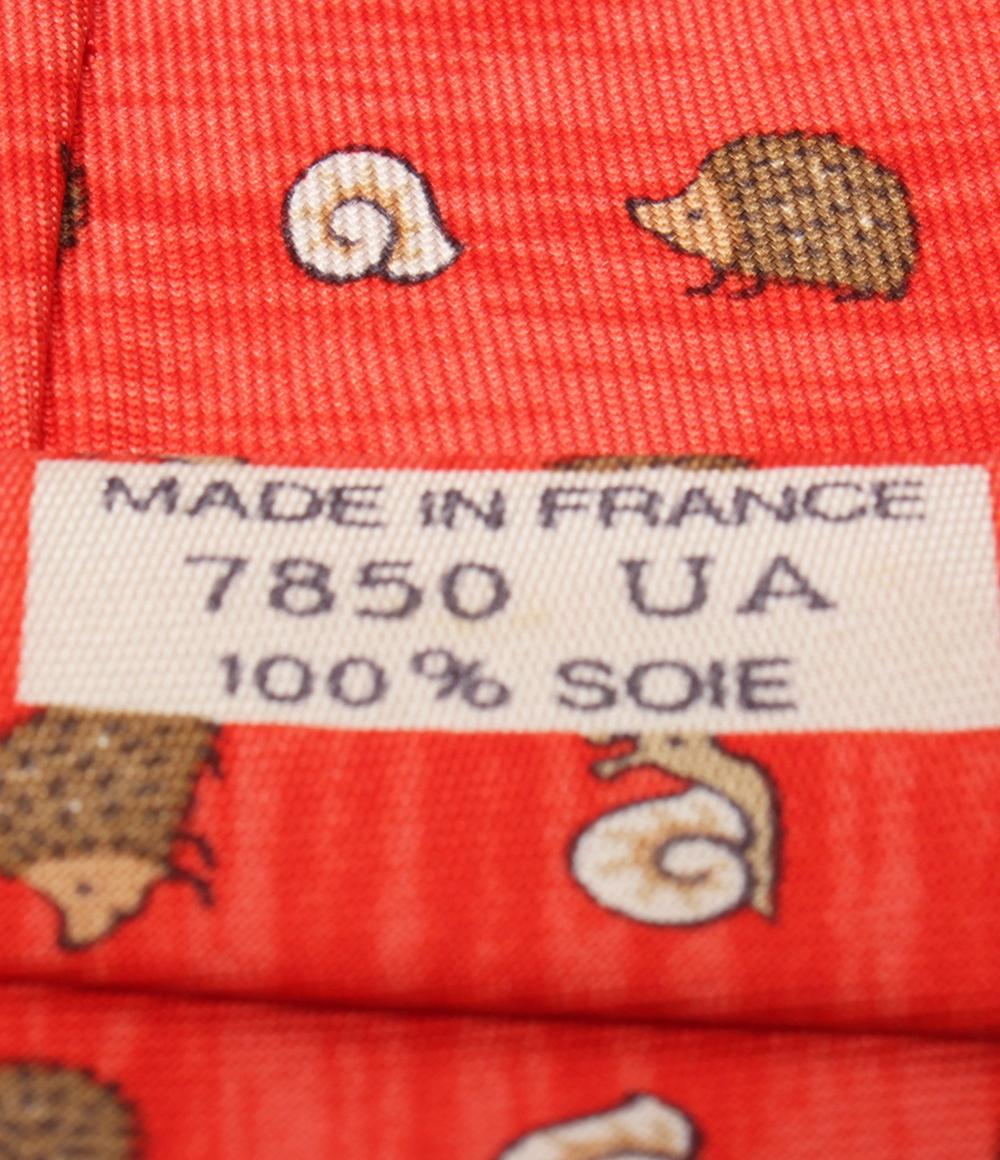 MADE IN FRANCE
7850 UA
100% SOIE